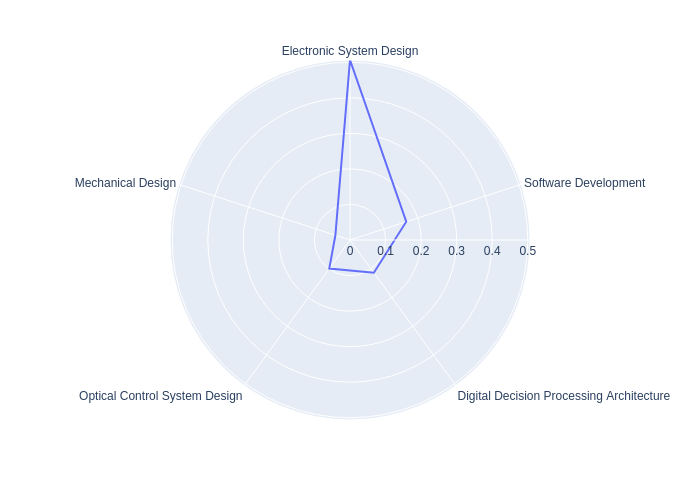 Electronic System Design
Mechanical Design
Software Development
0
0.1
0.2
0.3
0.4
0.5
Optical Control System Design
Digital Decision Processing Architecture